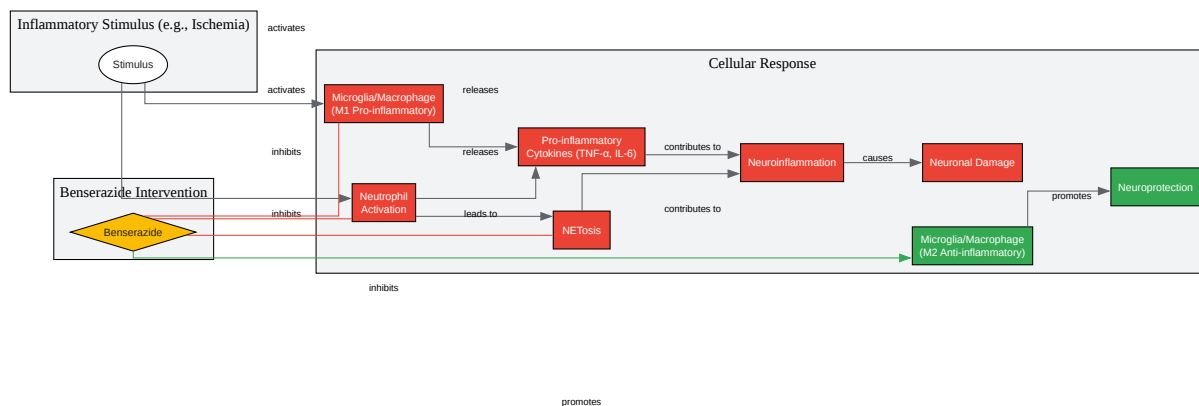 Inflammatory Stimulus (e.g., Ischemia)
activates
Stimulus
Cellular Response
activates
Microglia/Macrophage
(M1 Pro-inflammatory)
releases
inhibits
releases
Pro-inflammatory
Cytokines (TNF-α, IL-6)
contributes to
Neuroinflammation
causes
Neuronal Damage
Benserazide Intervention
Neutrophil
Activation
Neuroprotection
promotes
inhibits
leads to
contributes to
Benserazide
NETosis
Microglia/Macrophage
(M2 Anti-inflammatory)
inhibits
promotes